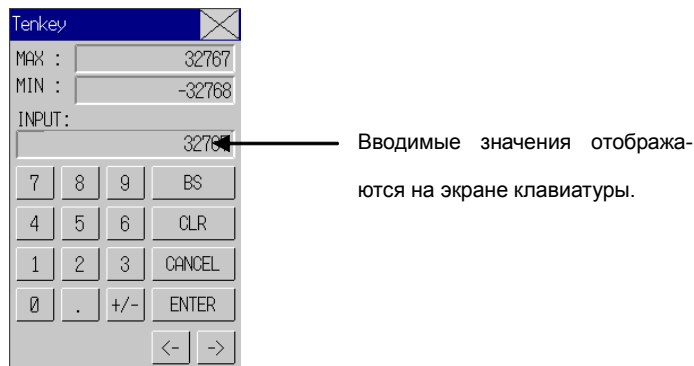 Tenkey
MAX : 32767
MIN : -32768
INPUT:
Вводимые значения отобража-
ются на экране клавиатуры.
7 8 9 BS
4 5 6 CLR
1 2 3 CANCEL
0 . +/- ENTER
<- ->